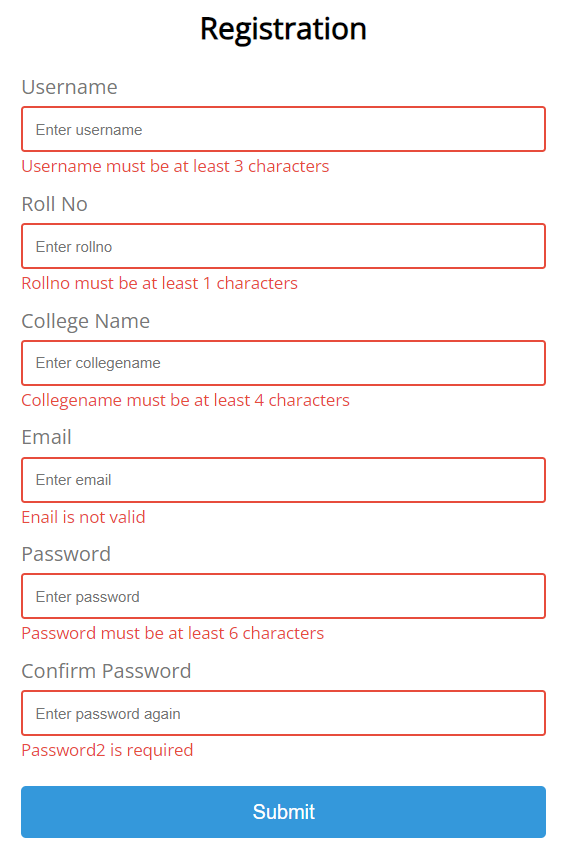 Registration
Username
Enter username
Username must be at least 3 characters
Roll No
Enter rollno
Rollno must be at least 1 characters
College Name
Enter collegename
Collegename must be at least 4 characters
Email
Enter email
Enail is not valid
Password
Enter password
Password must be at least 6 characters
Confirm Password
Enter password again
Password2 is required
Submit